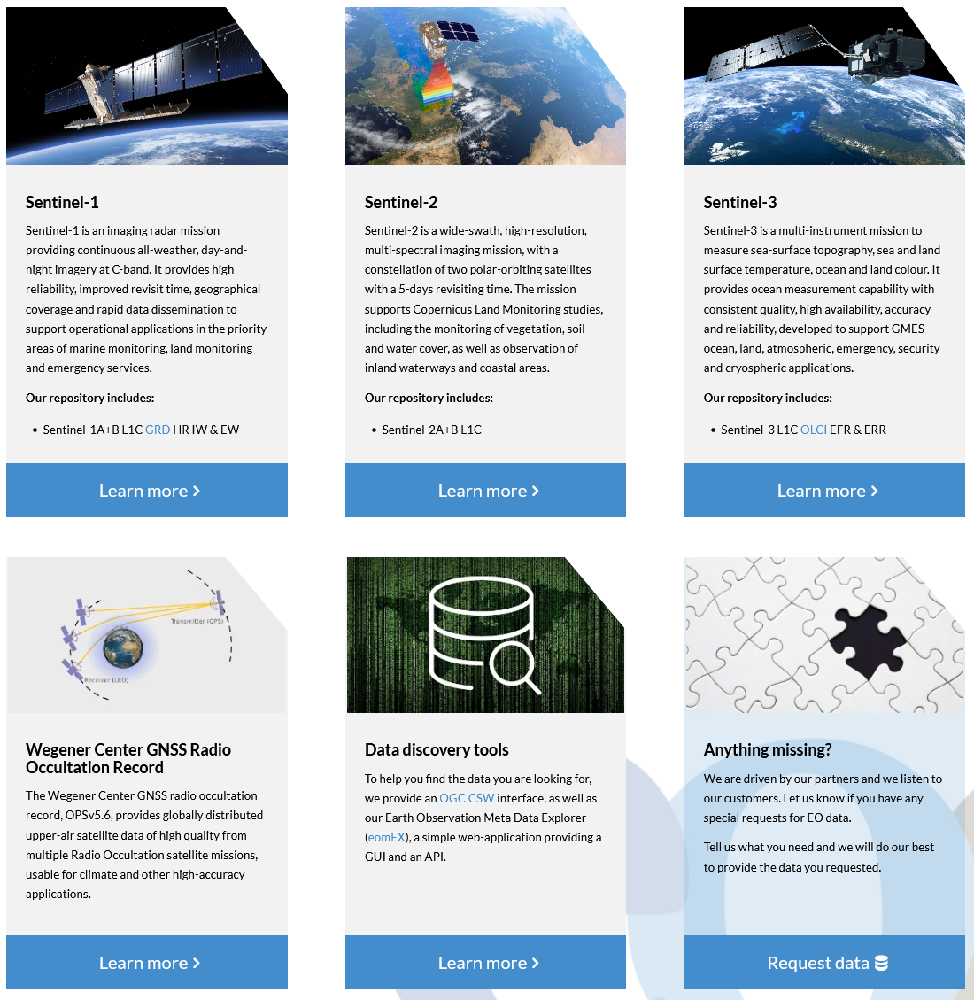 Sentinel-1
Sentinel-1 is an imaging radar mission
providing continuous all-weather, day-and-
night imagery at C-band. It provides high
reliability, improved revisit time, geographical
coverage and rapid data dissemination to
support operational applications in the priority
areas of marine monitoring, land monitoring
and emergency services.
Our repository includes:
• Sentinel-1A+B L1C GRD HR IW & EW
Learn more
Sentinel-2
Sentinel-2 is a wide-swath, high-resolution,
multi-spectral imaging mission, with a
constellation of two polar-orbiting satellites
with a 5-days revisiting time. The mission
supports Copernicus Land Monitoring studies,
including the monitoring of vegetation, soil
and water cover, as well as observation of
inland waterways and coastal areas.
Our repository includes:
• Sentinel-2A+B L1C
Learn more
Sentinel-3
Sentinel-3 is a multi-instrument mission to
measure sea-surface topography, sea and land
surface temperature, ocean and land colour. It
provides ocean measurement capability with
consistent quality, high availability, accuracy
and reliability, developed to support GMES
ocean, land, atmospheric, emergency, security
and cryospheric applications.
Our repository includes:
• Sentinel-3 L1C OLCI EFR & ERR
Learn more
Transmitter (GPS)
Receiver (LEO)
Wegener Center GNSS Radio
Occultation Record
The Wegener Center GNSS radio occultation
record, OPSv5.6, provides globally distributed
upper-air satellite data of high quality from
multiple Radio Occultation satellite missions,
usable for climate and other high-accuracy
applications.
Learn more
Data discovery tools
To help you find the data you are looking for,
we provide an OGC CSW interface, as well as
our Earth Observation Meta Data Explorer
(eomEX), a simple web-application providing a
GUI and an API.
Learn more
Anything missing?
We are driven by our partners and we listen to
our customers. Let us know if you have any
special requests for EO data.
Tell us what you need and we will do our best
to provide the data you requested.
Request data